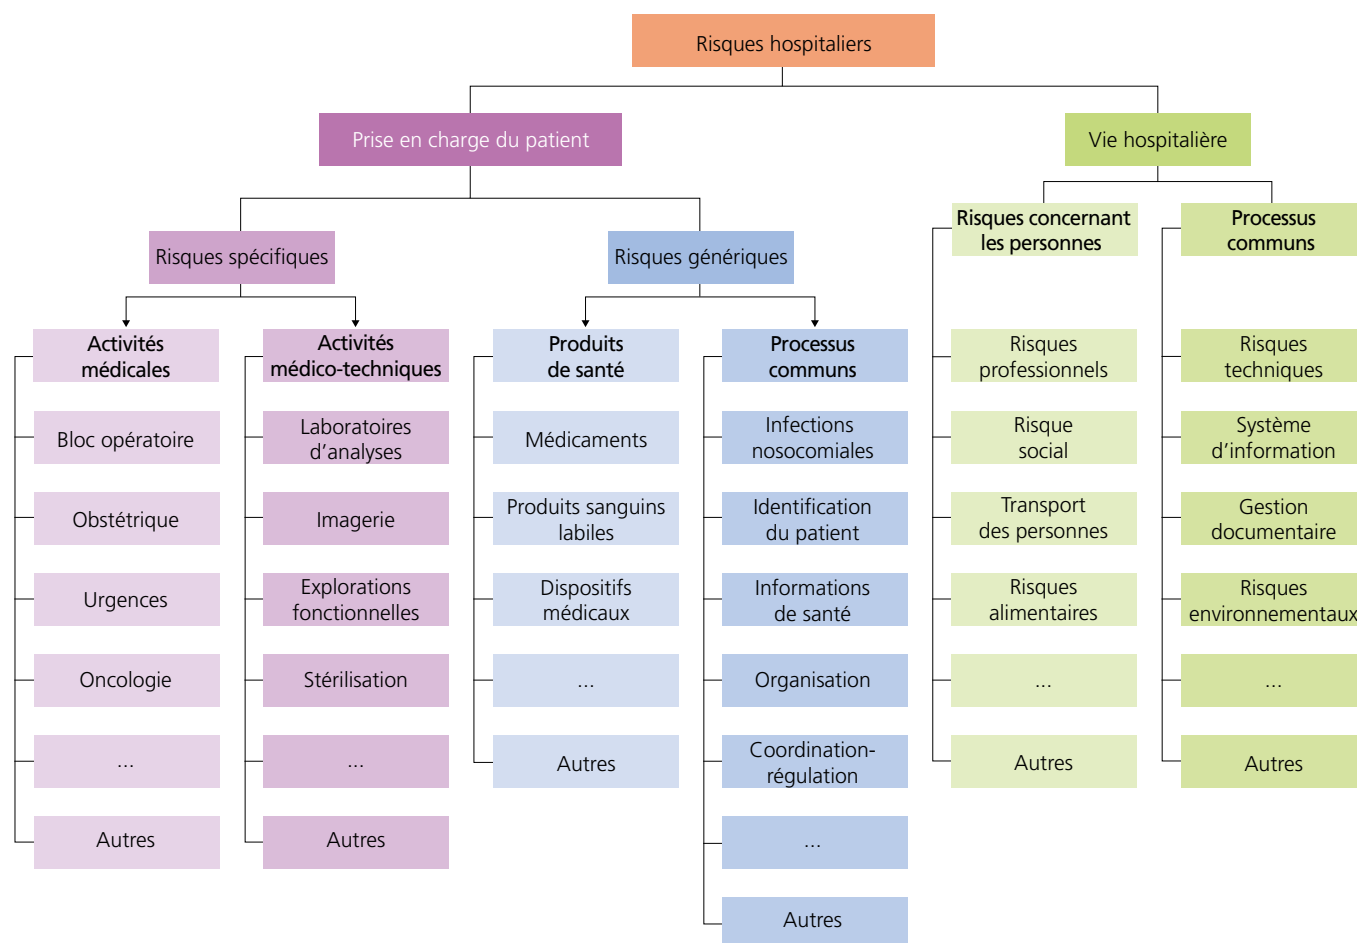 Risques hospitaliers
Prise en charge du patient
Vie hospitalière
Risques spécifiques
Risques génériques
Risques concernant
les personnes
Processus
communs
Activités
médicales
Bloc opératoire
Obstétrique
Urgences
Oncologie
...
Autres
Activités
médico-techniques
Laboratoires
d'analyses
Imagerie
Explorations
fonctionnelles
Stérilisation
...
Autres
Produits
de santé
Médicaments
Produits sanguins
labiles
Dispositifs
médicaux
...
Autres
Processus
communs
Infections
nosocomiales
Identification
du patient
Informations
de santé
Organisation
Coordination-
régulation
...
Autres
Risques
professionnels
Risque
social
Transport
des personnes
Risques
alimentaires
...
Autres
Risques
techniques
Système
d'information
Gestion
documentaire
Risques
environnementaux
...
Autres